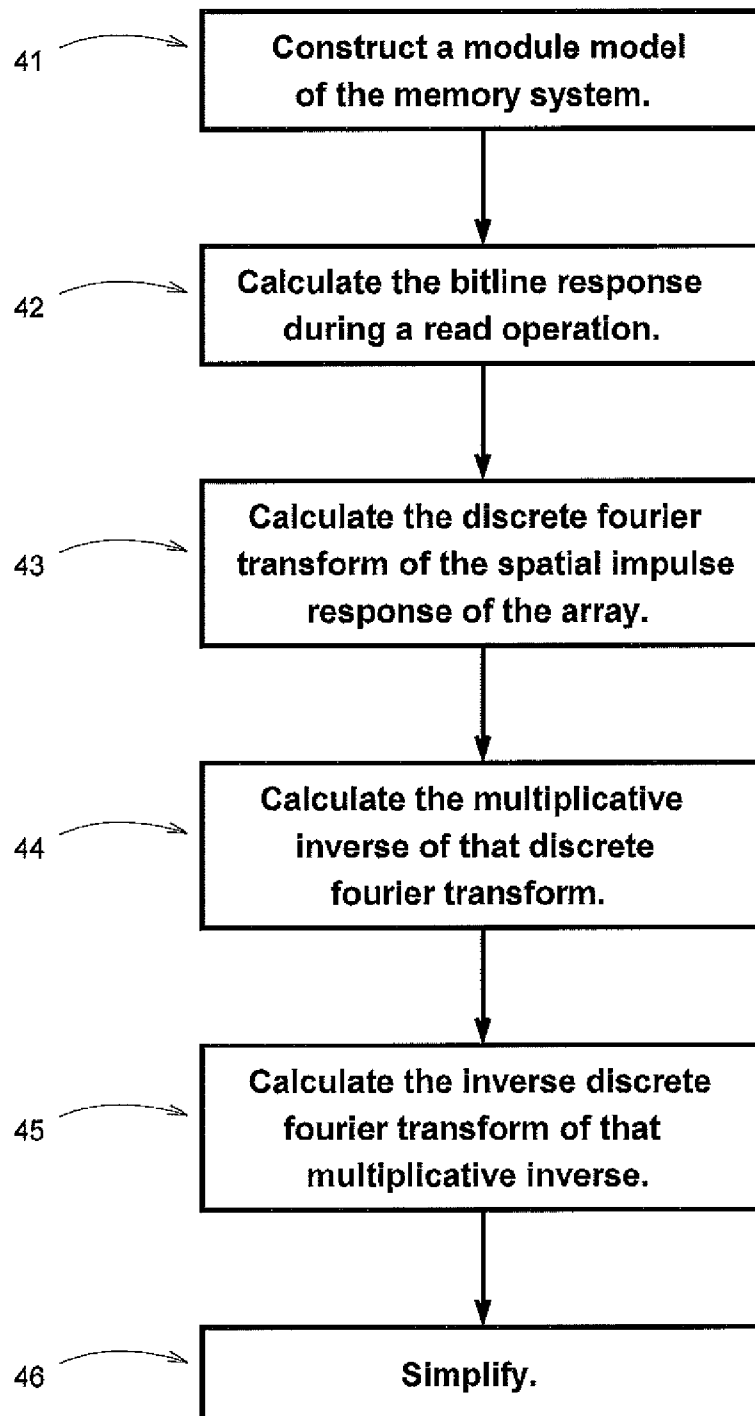 41
Construct a module model
of the memory system.
42
Calculate the bitline response
during a read operation.
43
Calculate the discrete fourier
transform of the spatial impulse
response of the array.
44
Calculate the multiplicative
inverse of that discrete
fourier transform.
45
Calculate the inverse discrete
fourier transform of that
multiplicative inverse.
46
Simplify.